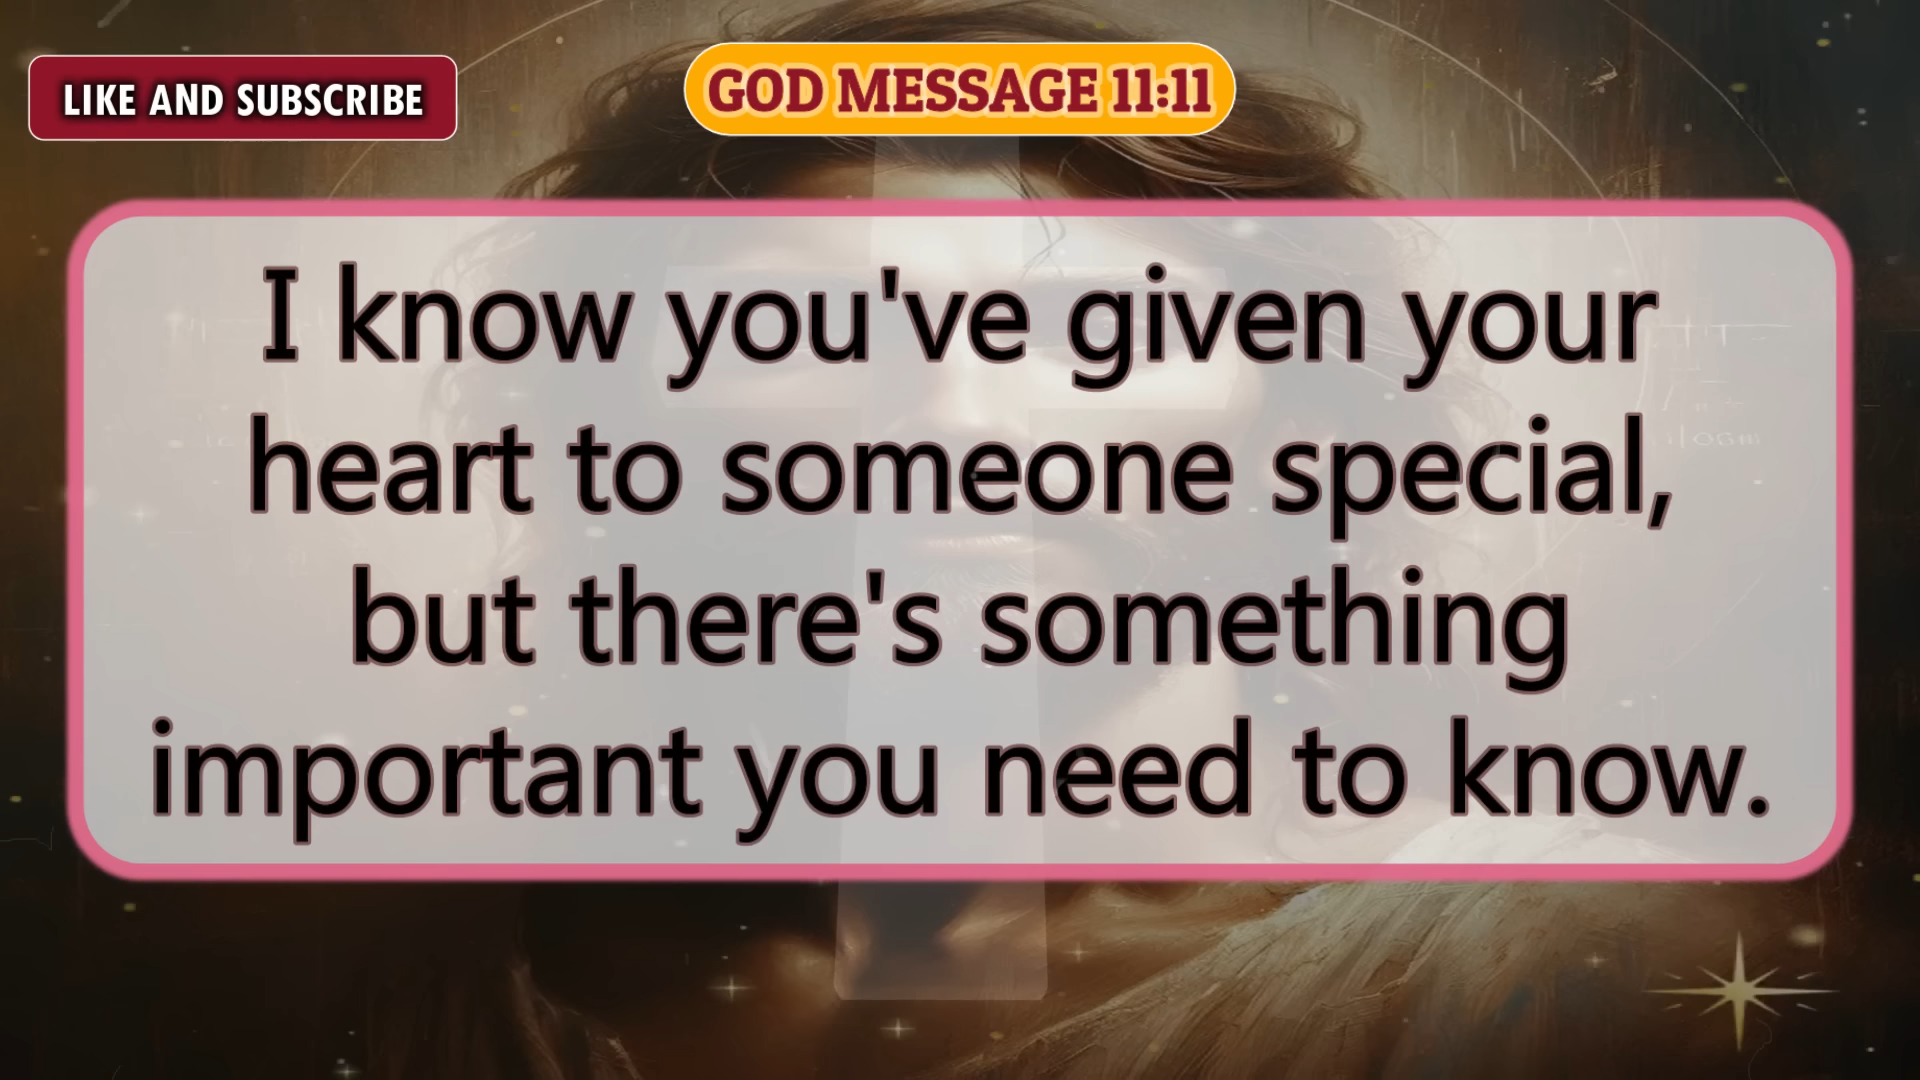 LIKE AND SUBSCRIBE
GOD MESSAGE 11:11
I know you've given your
heart to someone special,
but there's something
important you need to know.